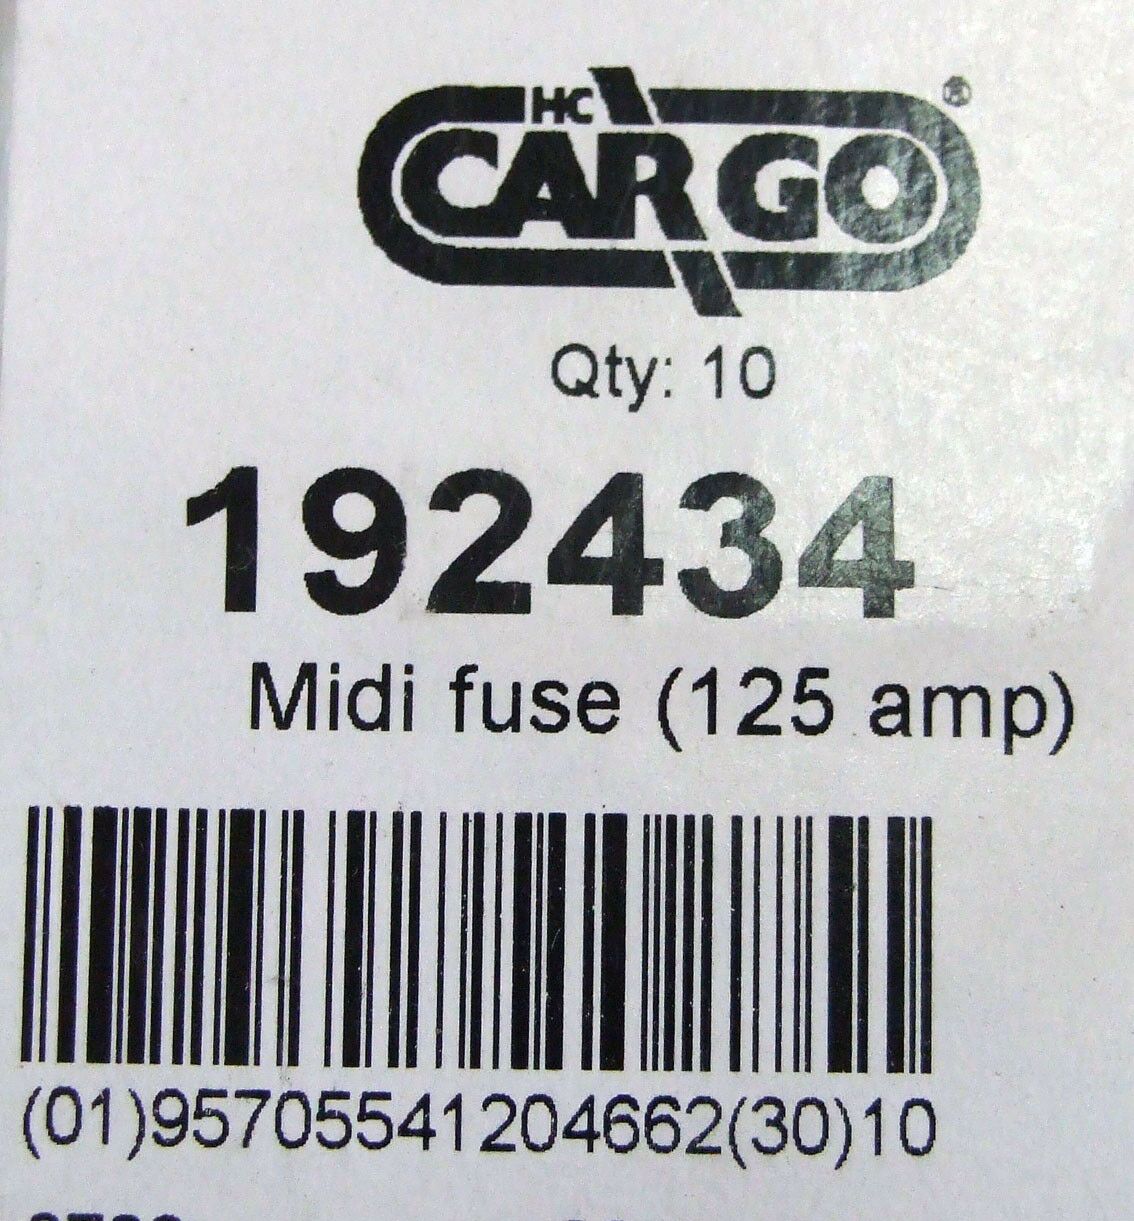 HC
CARGO®
Qty: 10
192434
Midi fuse (125 amp)
(01)95705541204662(30)10